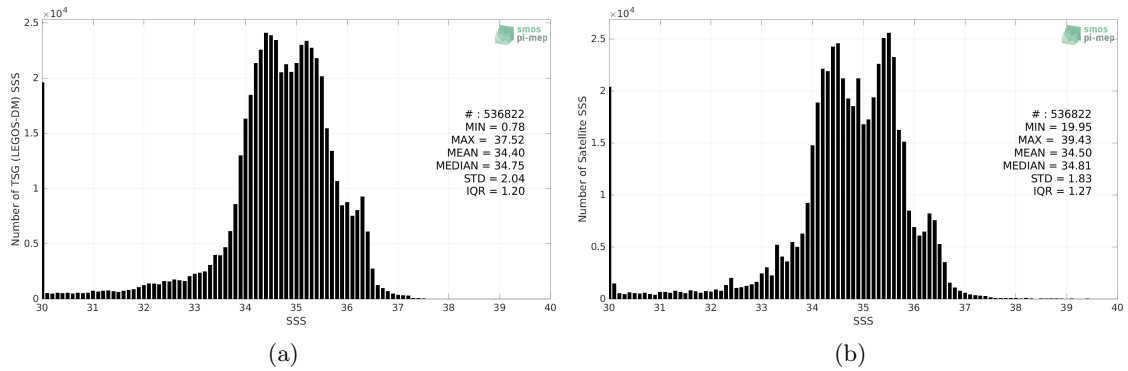 ×10⁴
2.5
2
1.5
1
0.5
0
Number of TSG (LEGOS-DM) SSS
30 31 32 33 34 35 36 37 38 39 40
SSS
smos
pi-mep
# : 536822
MIN = 0.78
MAX = 37.52
MEAN = 34.40
MEDIAN = 34.75
STD = 2.04
IQR = 1.20
(a)
×10⁴
2.5
2
1.5
1
0.5
0
Number of Satellite SSS
30 31 32 33 34 35 36 37 38 39 40
SSS
smos
pi-mep
# : 536822
MIN = 19.95
MAX = 39.43
MEAN = 34.50
MEDIAN = 34.81
STD = 1.83
IQR = 1.27
(b)